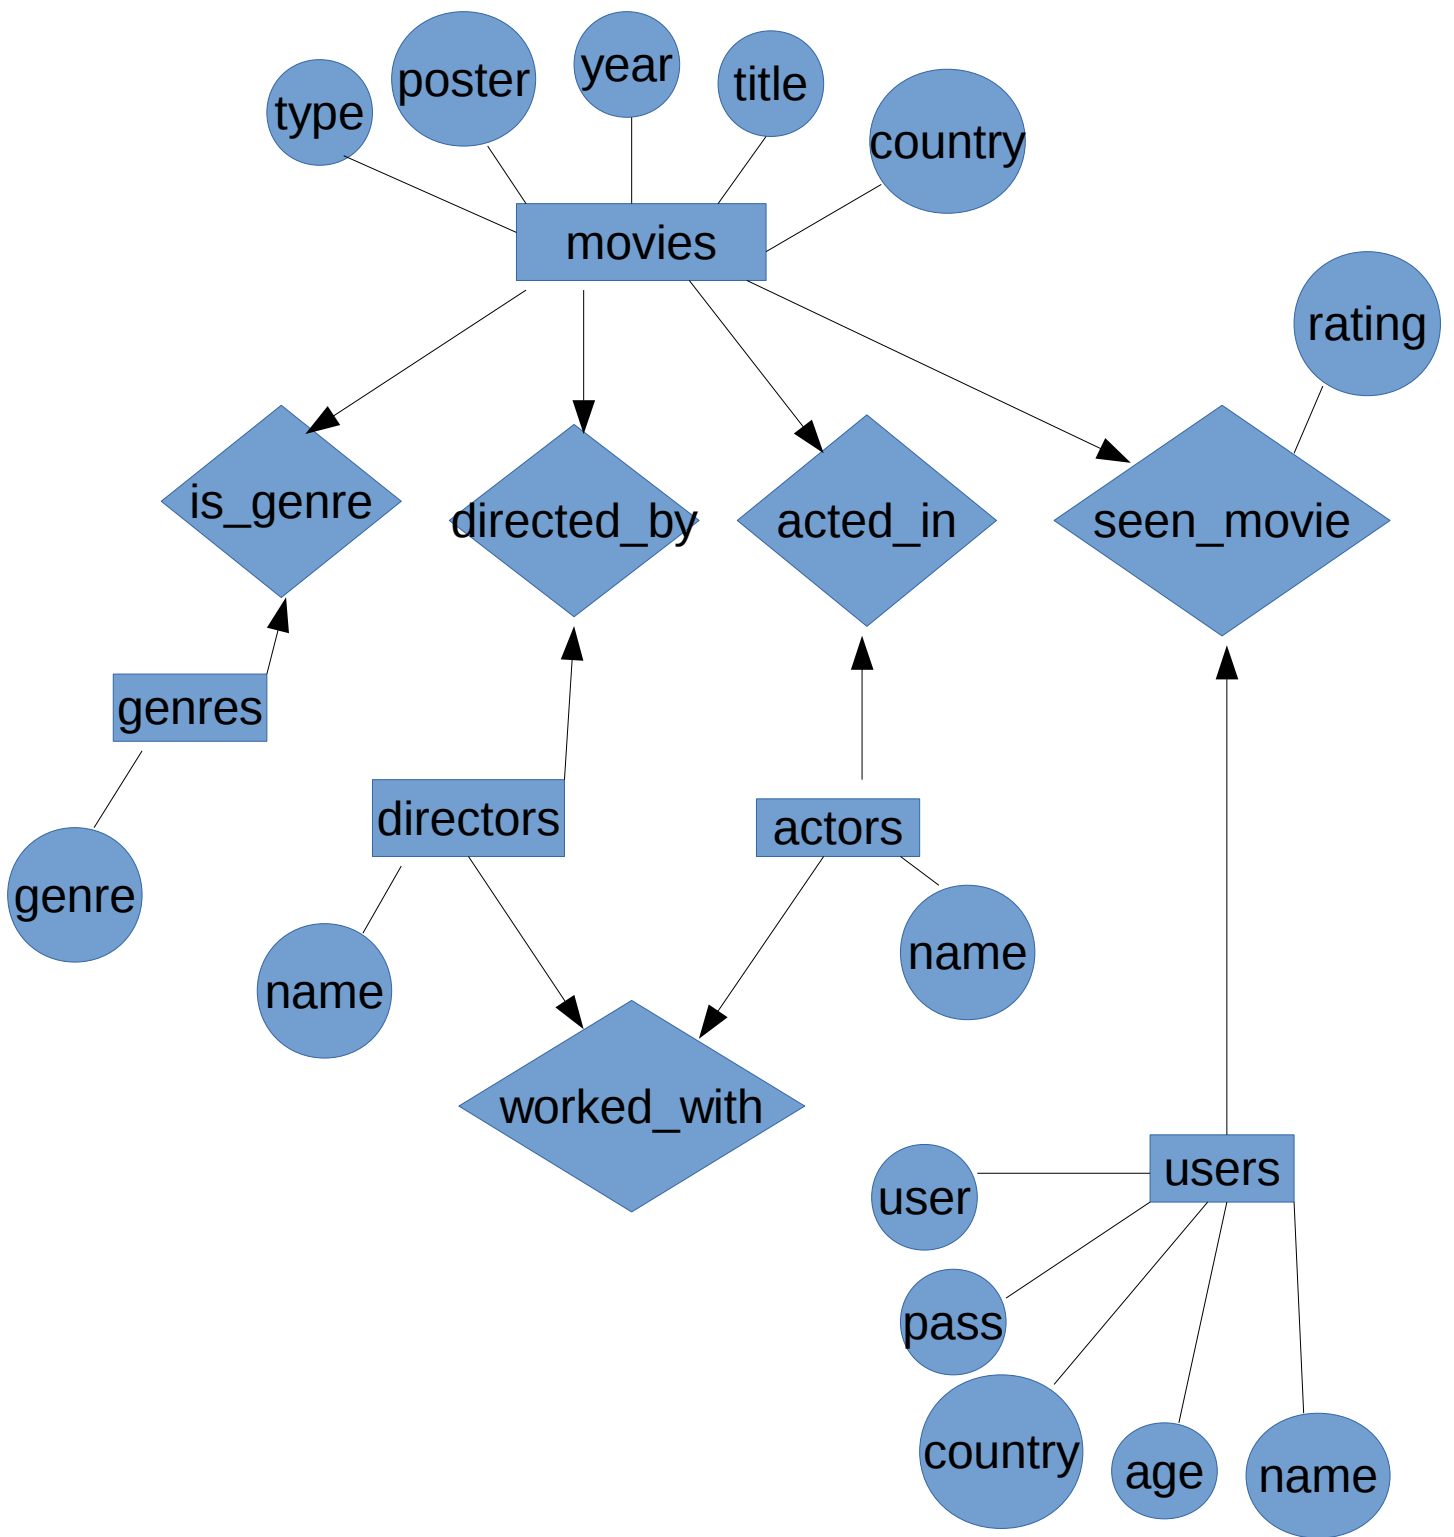 type
poster
year
title
country
movies
rating
is_genre
directed_by
acted_in
seen_movie
genres
directors
actors
genre
name
name
worked_with
users
user
pass
country
age
name